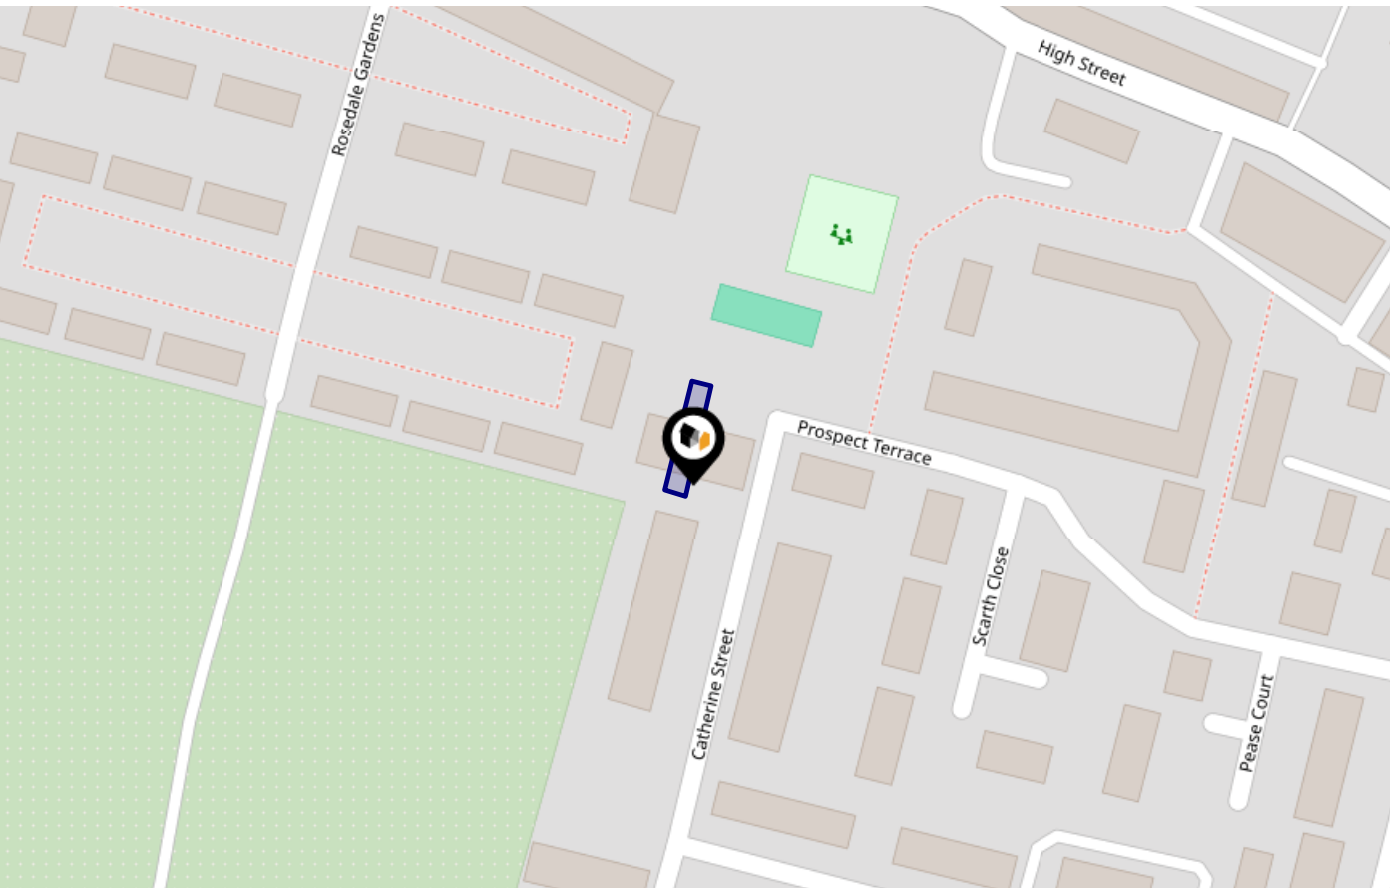 High Street
Rosedale Gardens
Prospect Terrace
Scarth Close
Catherine Street
Pease Court